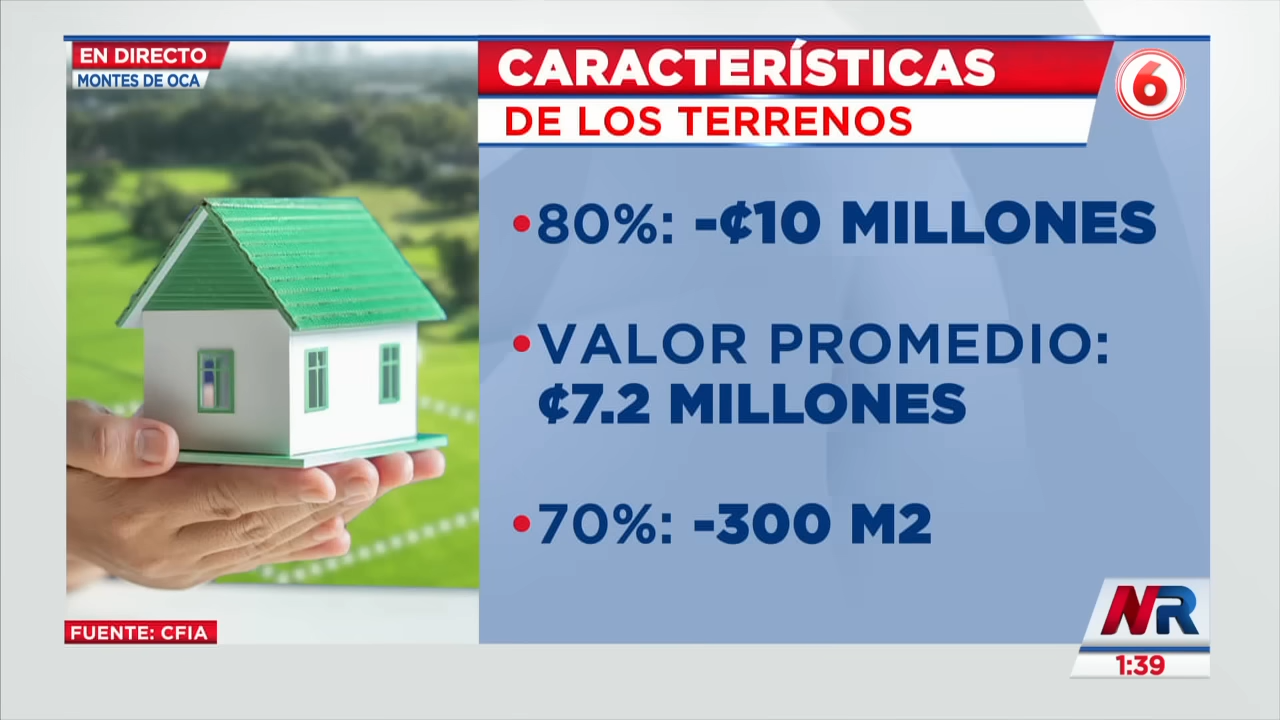 EN DIRECTO
MONTES DE OCA
CARACTERÍSTICAS
DE LOS TERRENOS
6
•80%: -₡10 MILLONES
•VALOR PROMEDIO:
₡7.2 MILLONES
•70%: -300 M2
FUENTE: CFIA
NR
1:39